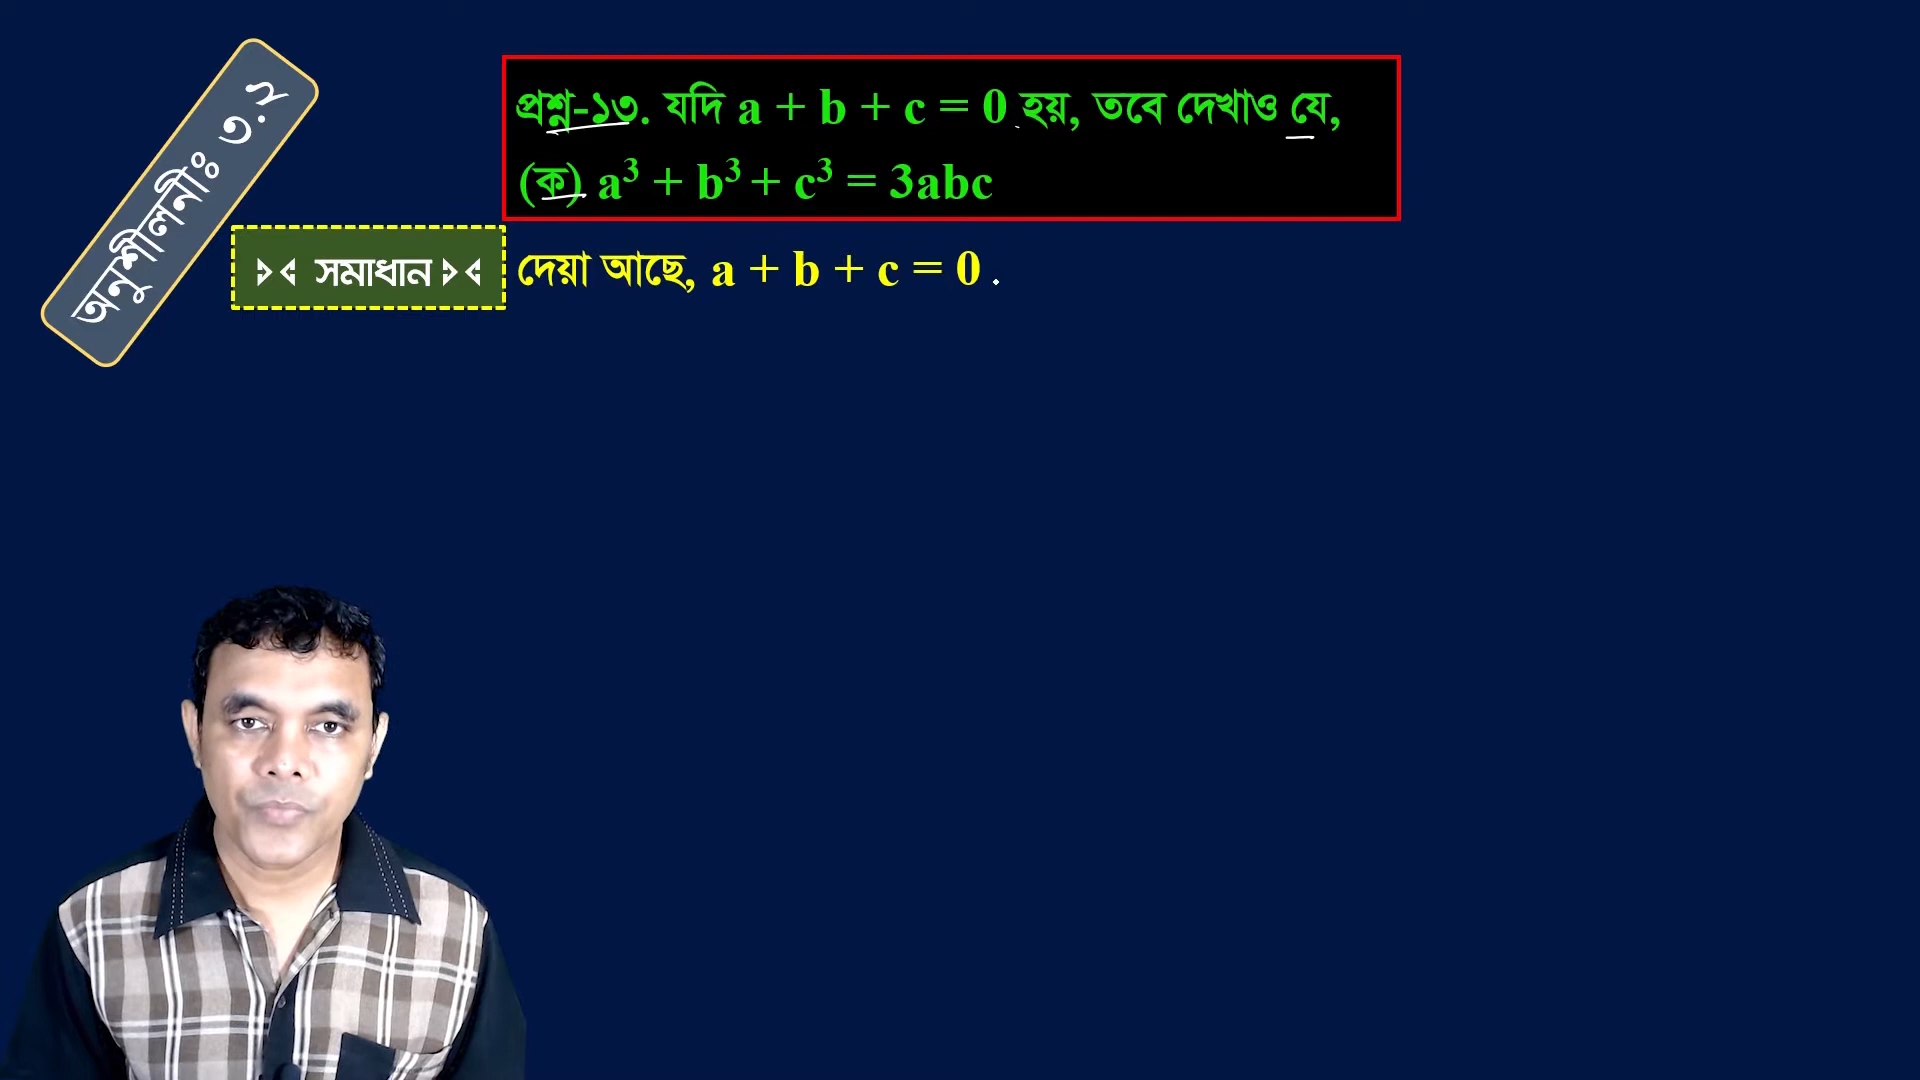 অনুশীলনীঃ ৩.২
প্রশ্ন-১৩. যদি a + b + c = 0 হয়, তবে দেখাও যে,
(ক) a³ + b³ + c³ = 3abc
সমাধান
দেয়া আছে, a + b + c = 0